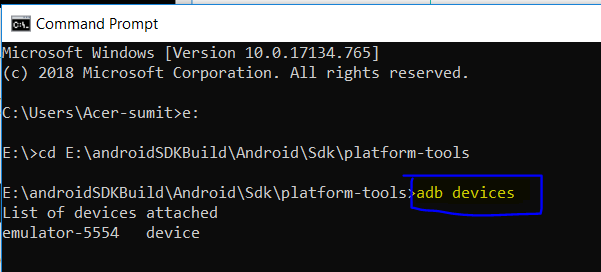 Command Prompt
Microsoft Windows [Version 10.0.17134.765]
(c) 2018 Microsoft Corporation. All rights reserved.
C:\Users\Acer-sumit>e:
E:\>cd E:\androidSDKBuild\Android\Sdk\platform-tools
E:\androidSDKBuild\Android\Sdk\platform-tools>adb devices
List of devices attached
emulator-5554   device